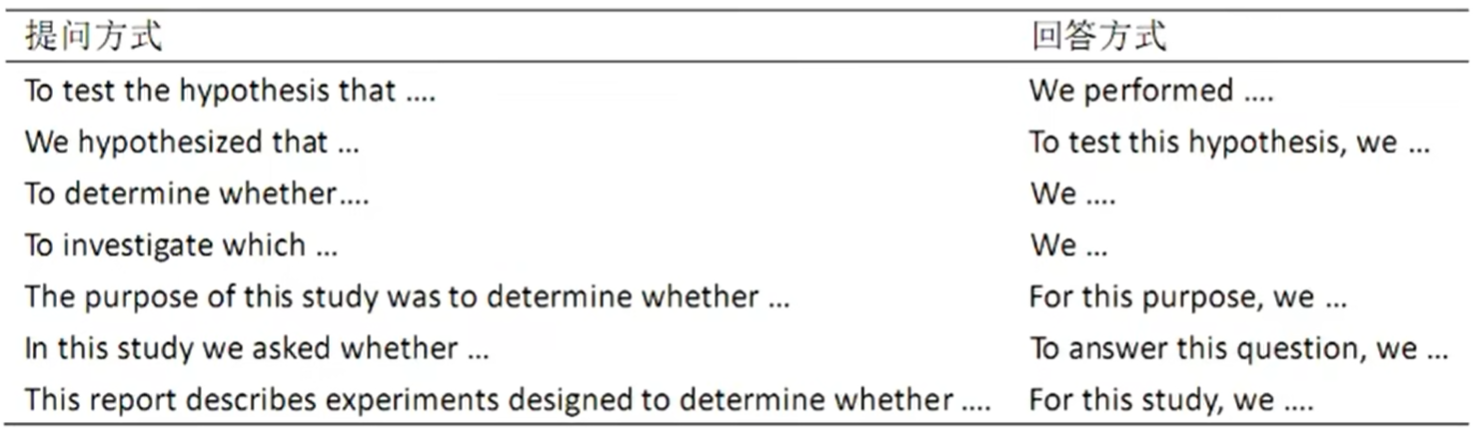 提问方式 回答方式
To test the hypothesis that .... We performed ....
We hypothesized that ... To test this hypothesis, we ...
To determine whether.... We ....
To investigate which ... We ...
The purpose of this study was to determine whether ... For this purpose, we ...
In this study we asked whether ... To answer this question, we ...
This report describes experiments designed to determine whether .... For this study, we ....